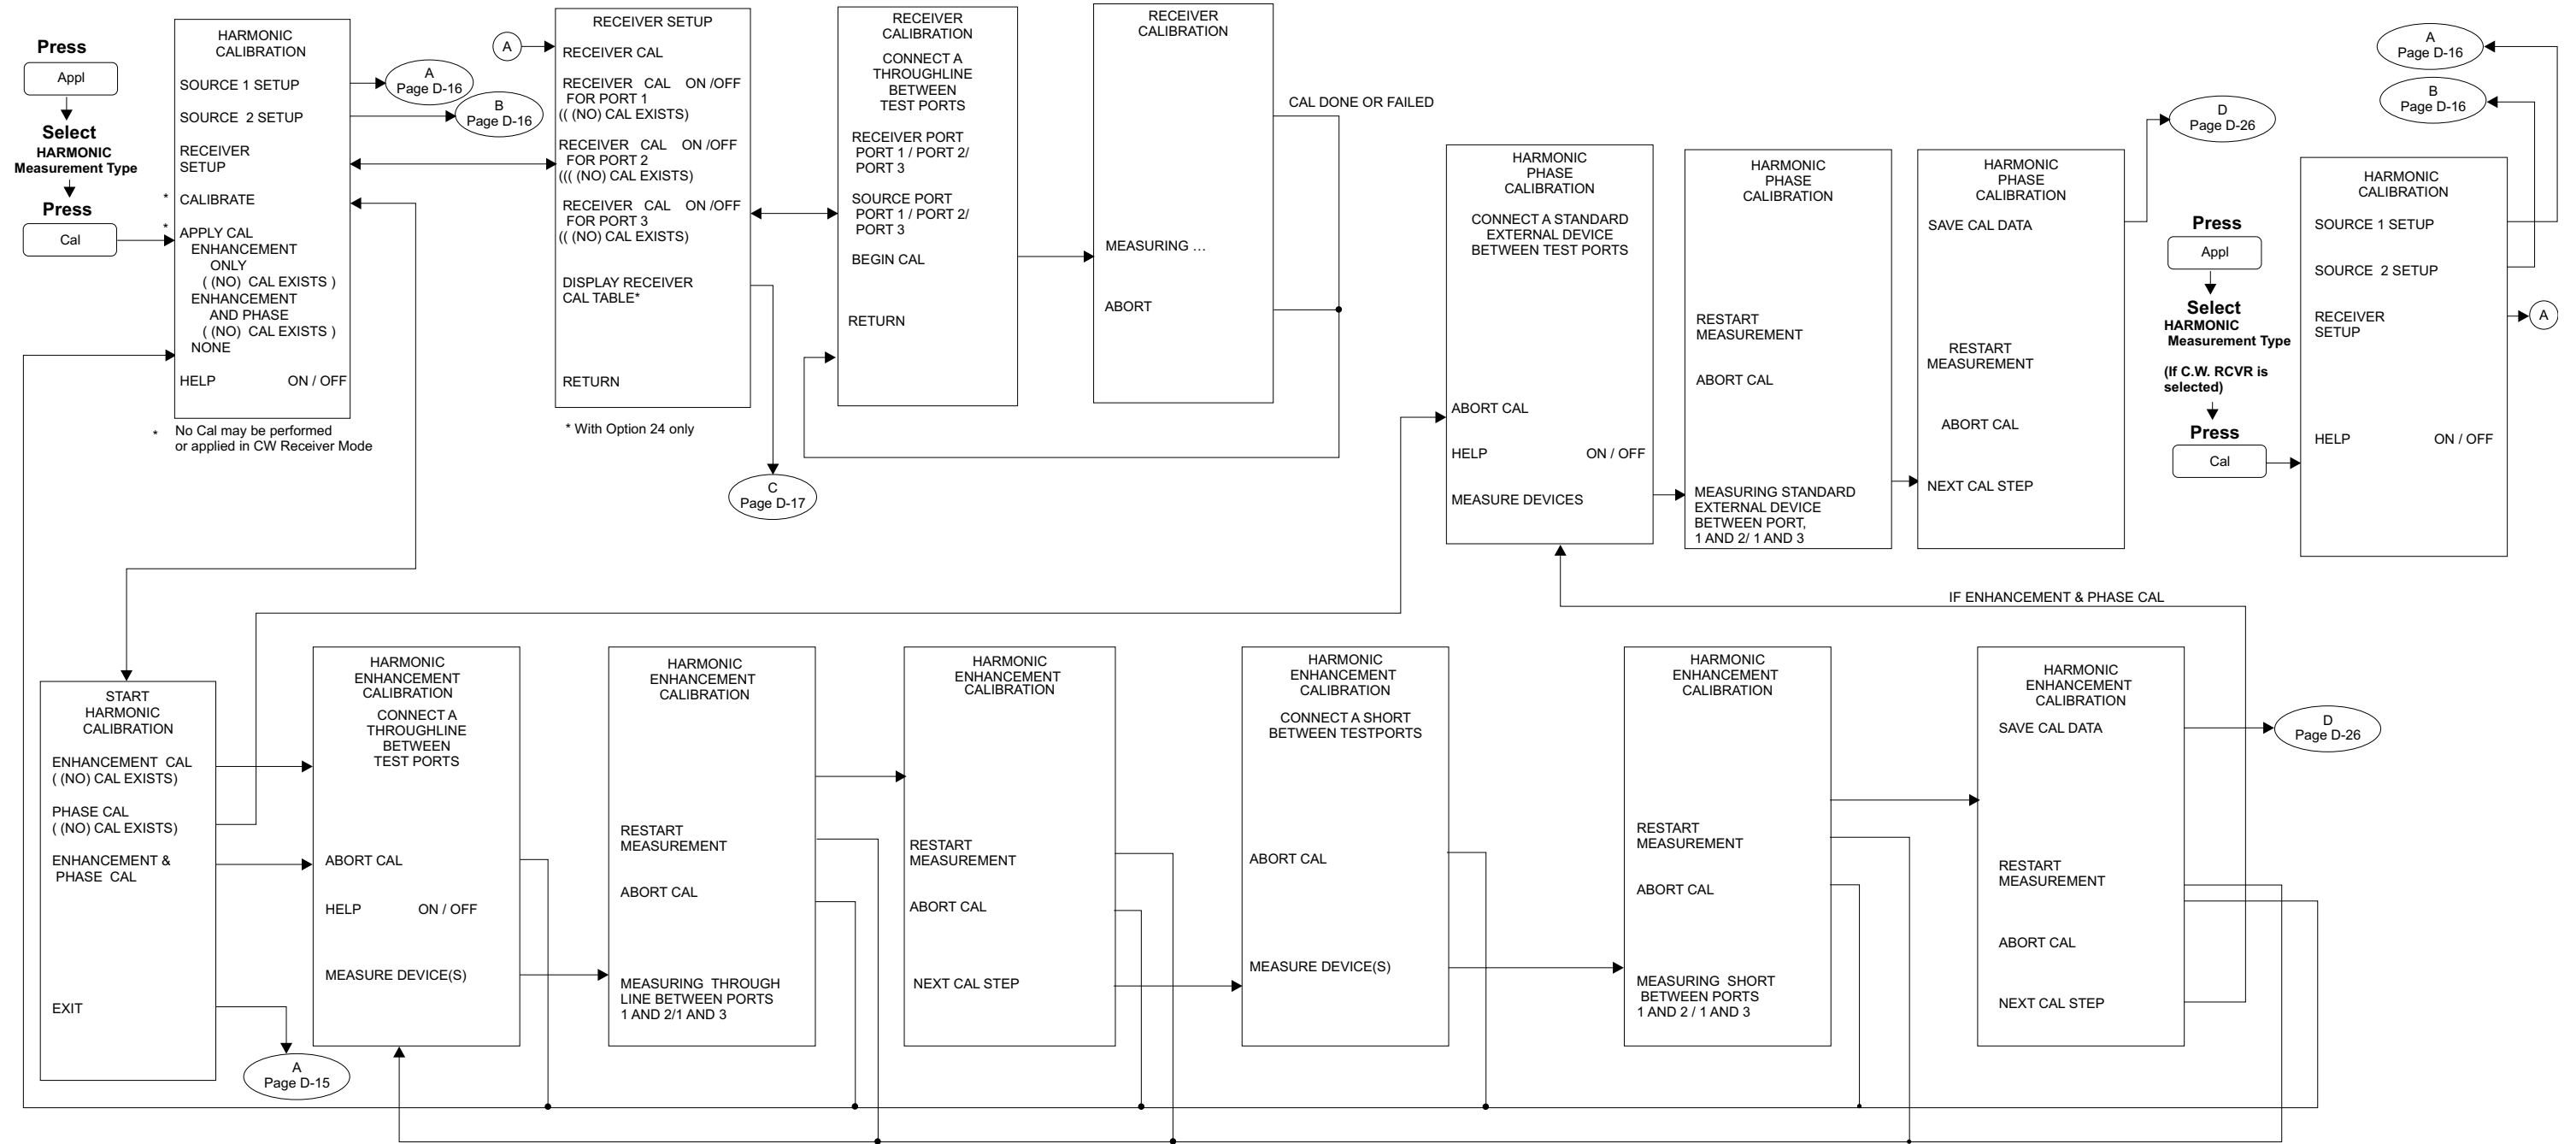 Press
Appl
Select
HARMONIC
Measurement Type
Press
Cal
HARMONIC
CALIBRATION
SOURCE 1 SETUP
SOURCE 2 SETUP
RECEIVER
SETUP
* CALIBRATE
* APPLY CAL
ENHANCEMENT
ONLY
( (NO) CAL EXISTS )
ENHANCEMENT
AND PHASE
( (NO) CAL EXISTS )
NONE
HELP ON / OFF
* No Cal may be performed
or applied in CW Receiver Mode
A
Page D-16
B
Page D-16
A
RECEIVER SETUP
RECEIVER CAL
RECEIVER CAL ON /OFF
FOR PORT 1
(( (NO) CAL EXISTS)
RECEIVER CAL ON /OFF
FOR PORT 2
((( (NO) CAL EXISTS)
RECEIVER CAL ON /OFF
FOR PORT 3
(( (NO) CAL EXISTS)
DISPLAY RECEIVER
CAL TABLE*
RETURN
* With Option 24 only
C
Page D-17
RECEIVER
CALIBRATION
CONNECT A
THROUGHLINE
BETWEEN
TEST PORTS
RECEIVER PORT
PORT 1 / PORT 2/
PORT 3
SOURCE PORT
PORT 1 / PORT 2/
PORT 3
BEGIN CAL
RETURN
RECEIVER
CALIBRATION
MEASURING ...
ABORT
CAL DONE OR FAILED
HARMONIC
PHASE
CALIBRATION
CONNECT A STANDARD
EXTERNAL DEVICE
BETWEEN TEST PORTS
ABORT CAL
HELP ON / OFF
MEASURE DEVICES
HARMONIC
PHASE
CALIBRATION
RESTART
MEASUREMENT
ABORT CAL
MEASURING STANDARD
EXTERNAL DEVICE
BETWEEN PORT,
1 AND 2/ 1 AND 3
HARMONIC
PHASE
CALIBRATION
SAVE CAL DATA
RESTART
MEASUREMENT
ABORT CAL
NEXT CAL STEP
D
Page D-26
Press
Appl
Select
HARMONIC
Measurement Type
(If C.W. RCVR is
selected)
Press
Cal
A
Page D-16
B
Page D-16
HARMONIC
CALIBRATION
SOURCE 1 SETUP
SOURCE 2 SETUP
RECEIVER
SETUP
HELP ON / OFF
A
IF ENHANCEMENT & PHASE CAL
START
HARMONIC
CALIBRATION
ENHANCEMENT CAL
( (NO) CAL EXISTS)
PHASE CAL
( (NO) CAL EXISTS)
ENHANCEMENT &
PHASE CAL
EXIT
A
Page D-15
HARMONIC
ENHANCEMENT
CALIBRATION
CONNECT A
THROUGHLINE
BETWEEN
TEST PORTS
ABORT CAL
HELP ON / OFF
MEASURE DEVICE(S)
HARMONIC
ENHANCEMENT
CALIBRATION
RESTART
MEASUREMENT
ABORT CAL
MEASURING THROUGH
LINE BETWEEN PORTS
1 AND 2/1 AND 3
HARMONIC
ENHANCEMENT
CALIBRATION
RESTART
MEASUREMENT
ABORT CAL
NEXT CAL STEP
HARMONIC
ENHANCEMENT
CALIBRATION
CONNECT A SHORT
BETWEEN TESTPORTS
ABORT CAL
MEASURE DEVICE(S)
HARMONIC
ENHANCEMENT
CALIBRATION
RESTART
MEASUREMENT
ABORT CAL
MEASURING SHORT
BETWEEN PORTS
1 AND 2 / 1 AND 3
HARMONIC
ENHANCEMENT
CALIBRATION
SAVE CAL DATA
RESTART
MEASUREMENT
ABORT CAL
NEXT CAL STEP
D
Page D-26